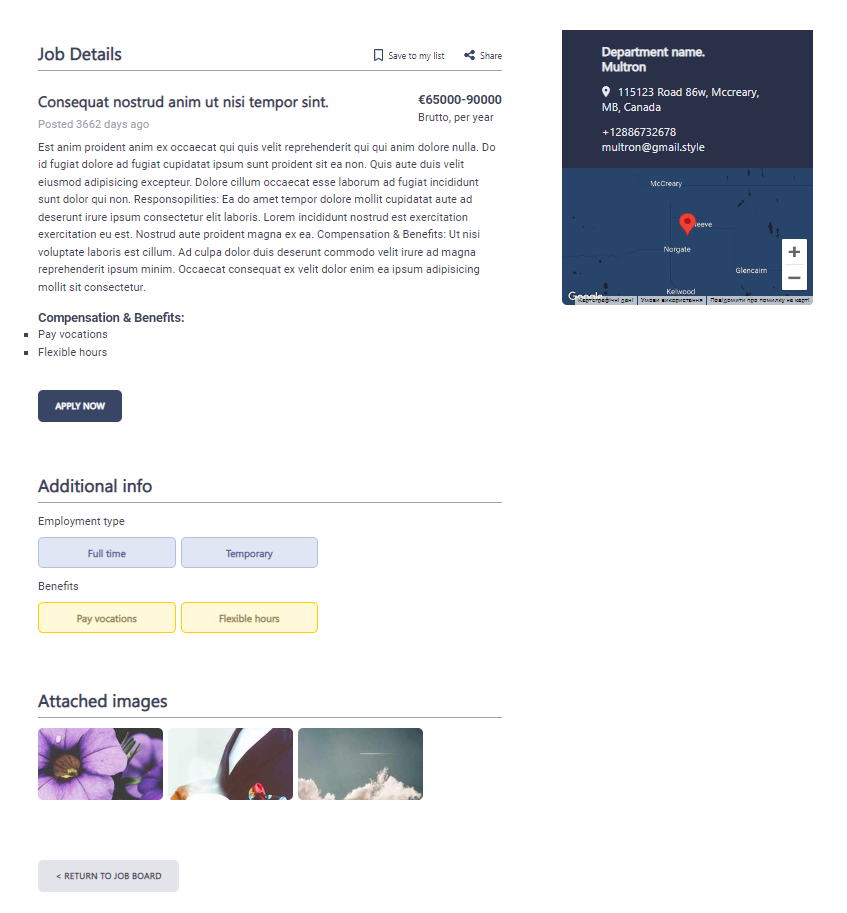 Job Details
Save to my list
Share
Consequat nostrud anim ut nisi tempor sint.
€65000-90000
Posted 3662 days ago
Brutto, per year
Est anim proident anim ex occaecat qui quis velit reprehenderit qui qui anim dolore nulla. Do
id fugiat dolore ad fugiat cupidatat ipsum sunt proident sit ea non. Quis aute duis velit
eiusmod adipisicing excepteur. Dolore cillum occaecat esse laborum ad fugiat incididunt
sunt dolor qui non. Responsopilities: Ea do amet tempor dolore mollit cupidatat aute ad
deserunt irure ipsum consectetur elit laboris. Lorem incididunt nostrud est exercitation
exercitation eu est. Nostrud aute proident magna ex ea. Compensation & Benefits: Ut nisi
voluptate laboris est cillum. Ad culpa dolor duis deserunt commodo velit irure ad magna
reprehenderit ipsum minim. Occaecat consequat ex velit dolor enim ea ipsum adipisicing
mollit sit consectetur.
Compensation & Benefits:
Pay vocations
Flexible hours
APPLY NOW
Additional info
Employment type
Full time
Temporary
Benefits
Pay vocations
Flexible hours
Attached images
< RETURN TO JOB BOARD
Department name.
Multron
115123 Road 86w, Mccreary,
MB, Canada
+12886732678
multron@gmail.style
McCreary
Reeve
Norgate
Glencairn
Kelwood
Google
Картографічні дані
Умови використання
Повідомити про помилку на карті